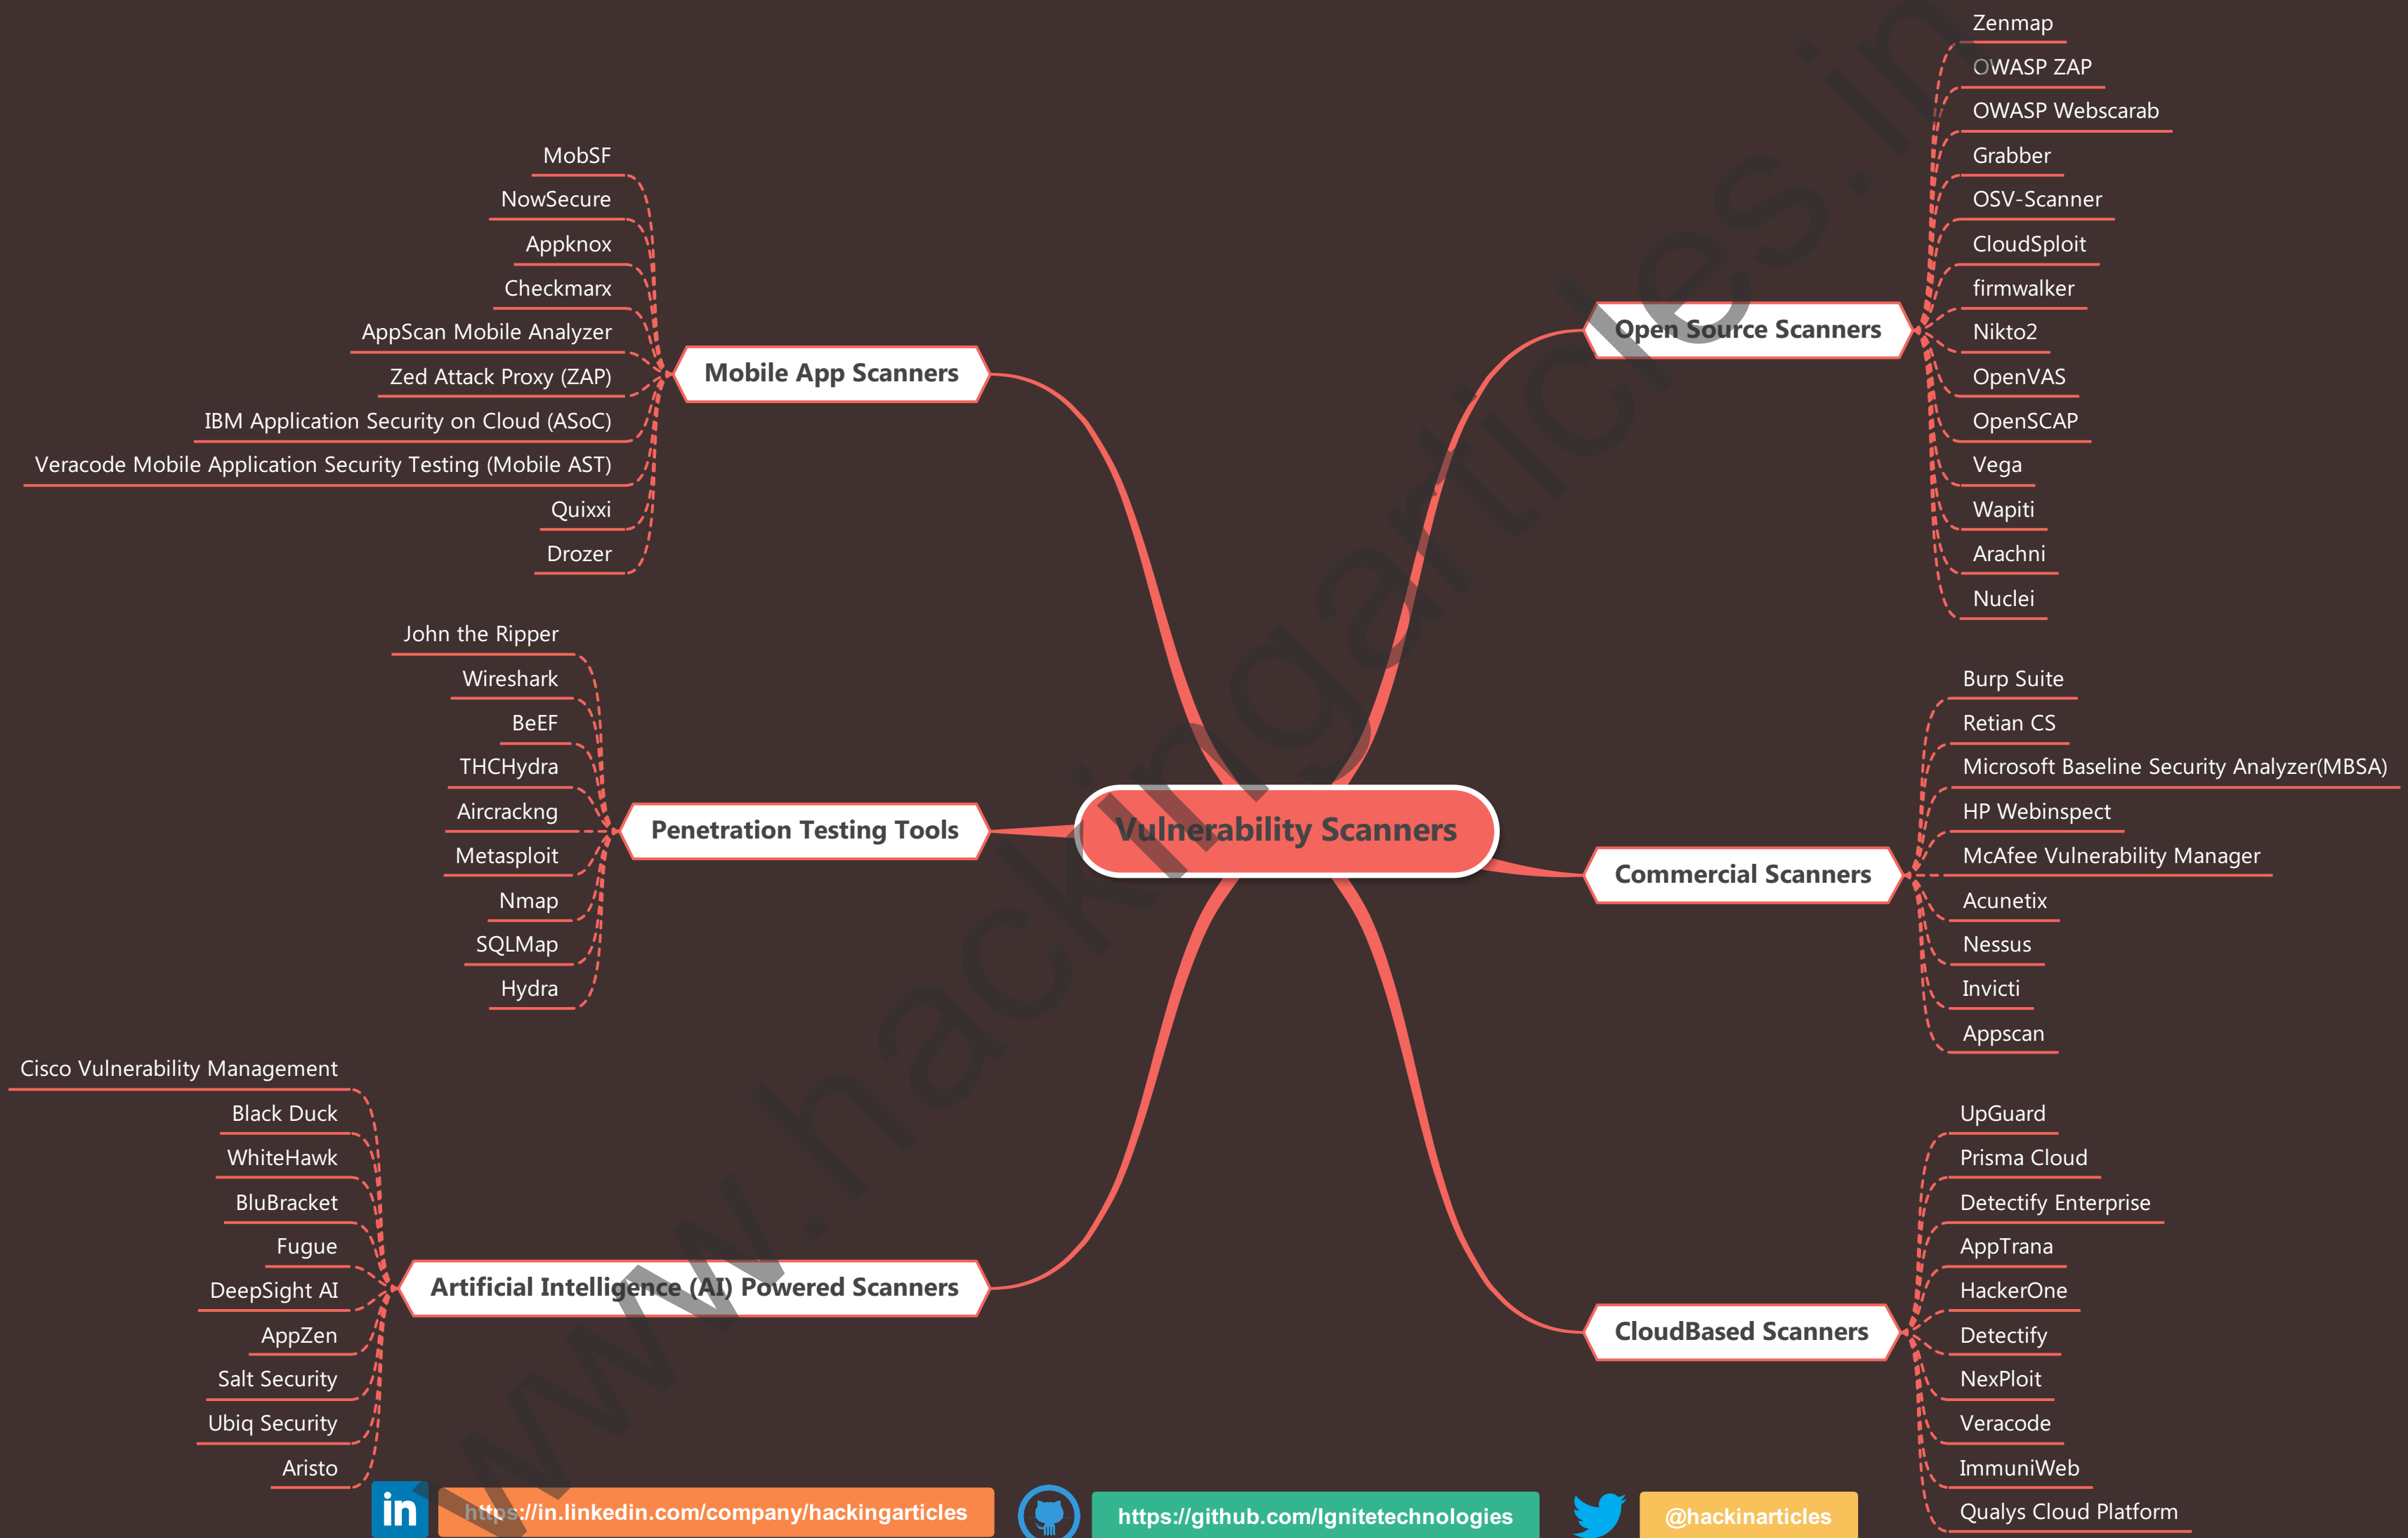 Vulnerability Scanners
Mobile App Scanners
MobSF
NowSecure
Appknox
Checkmarx
AppScan Mobile Analyzer
Zed Attack Proxy (ZAP)
IBM Application Security on Cloud (ASoC)
Veracode Mobile Application Security Testing (Mobile AST)
Quixxi
Drozer
Penetration Testing Tools
John the Ripper
Wireshark
BeEF
THCHydra
Aircrackng
Metasploit
Nmap
SQLMap
Hydra
Artificial Intelligence (AI) Powered Scanners
Cisco Vulnerability Management
Black Duck
WhiteHawk
BluBracket
Fugue
DeepSight AI
AppZen
Salt Security
Ubiq Security
Aristo
Open Source Scanners
Zenmap
OWASP ZAP
OWASP Webscarab
Grabber
OSV-Scanner
CloudSploit
firmwalker
Nikto2
OpenVAS
OpenSCAP
Vega
Wapiti
Arachni
Nuclei
Commercial Scanners
Burp Suite
Retian CS
Microsoft Baseline Security Analyzer(MBSA)
HP Webinspect
McAfee Vulnerability Manager
Acunetix
Nessus
Invicti
Appscan
CloudBased Scanners
UpGuard
Prisma Cloud
Detectify Enterprise
AppTrana
HackerOne
Detectify
NexPloit
Veracode
ImmuniWeb
Qualys Cloud Platform
www.hackingarticles.in
in
https://in.linkedin.com/company/hackingarticles
https://github.com/Ignitetechnologies
@hackinarticles